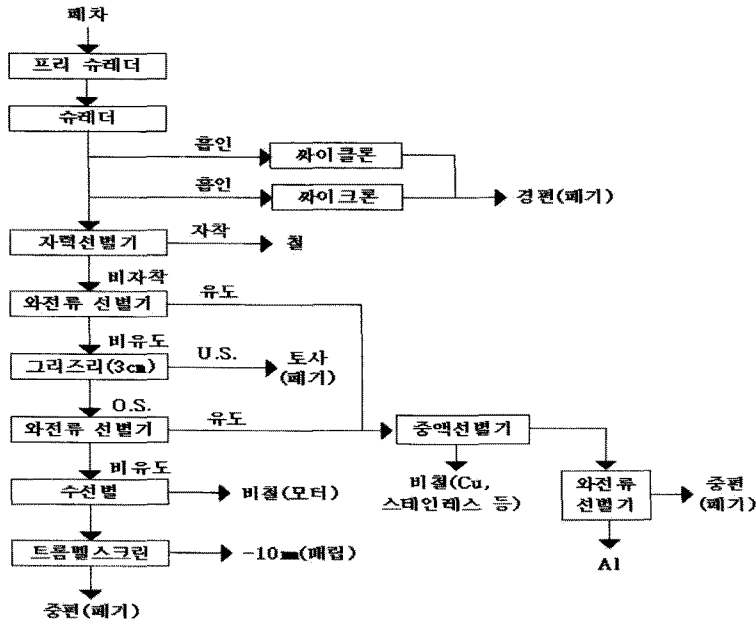 폐차
프리 슈레더
슈레더
흡인
싸이클론
흡인
싸이크론
경편(폐기)
자력선별기
자착
철
비자착
와전류 선별기
유도
비유도
그리즈리(3cm)
U.S.
토사
(폐기)
O.S.
와전류 선별기
유도
중액선별기
비유도
수선별
비철(모터)
비철(Cu,
스테인레스 등)
와전류
선별기
중편
(폐기)
트롬멜스크린
-10mm(매립)
Al
중편(폐기)